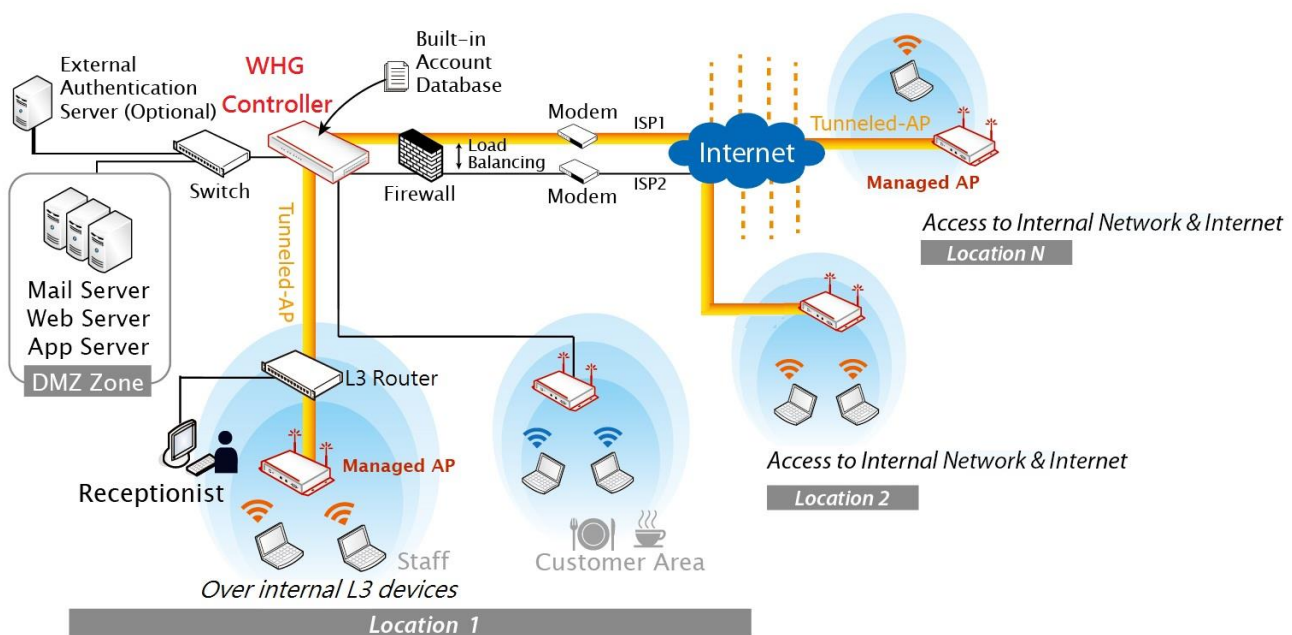 External
Authentication
Server (Optional)
WHG
Controller
Built-in
Account
Database
Modem
ISP1
Load
Balancing
Internet
Tunneled-AP
Managed AP
Switch
Firewall
Modem
ISP2
Access to Internal Network & Internet
Location N
Mail Server
Web Server
App Server
DMZ Zone
Tunneled-AP
L3 Router
Managed AP
Receptionist
Staff
Over internal L3 devices
Customer Area
Access to Internal Network & Internet
Location 2
Location 1